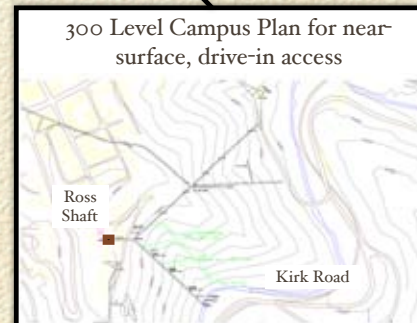 300 Level Campus Plan for near-
surface, drive-in access
Ross
Shaft
Kirk Road